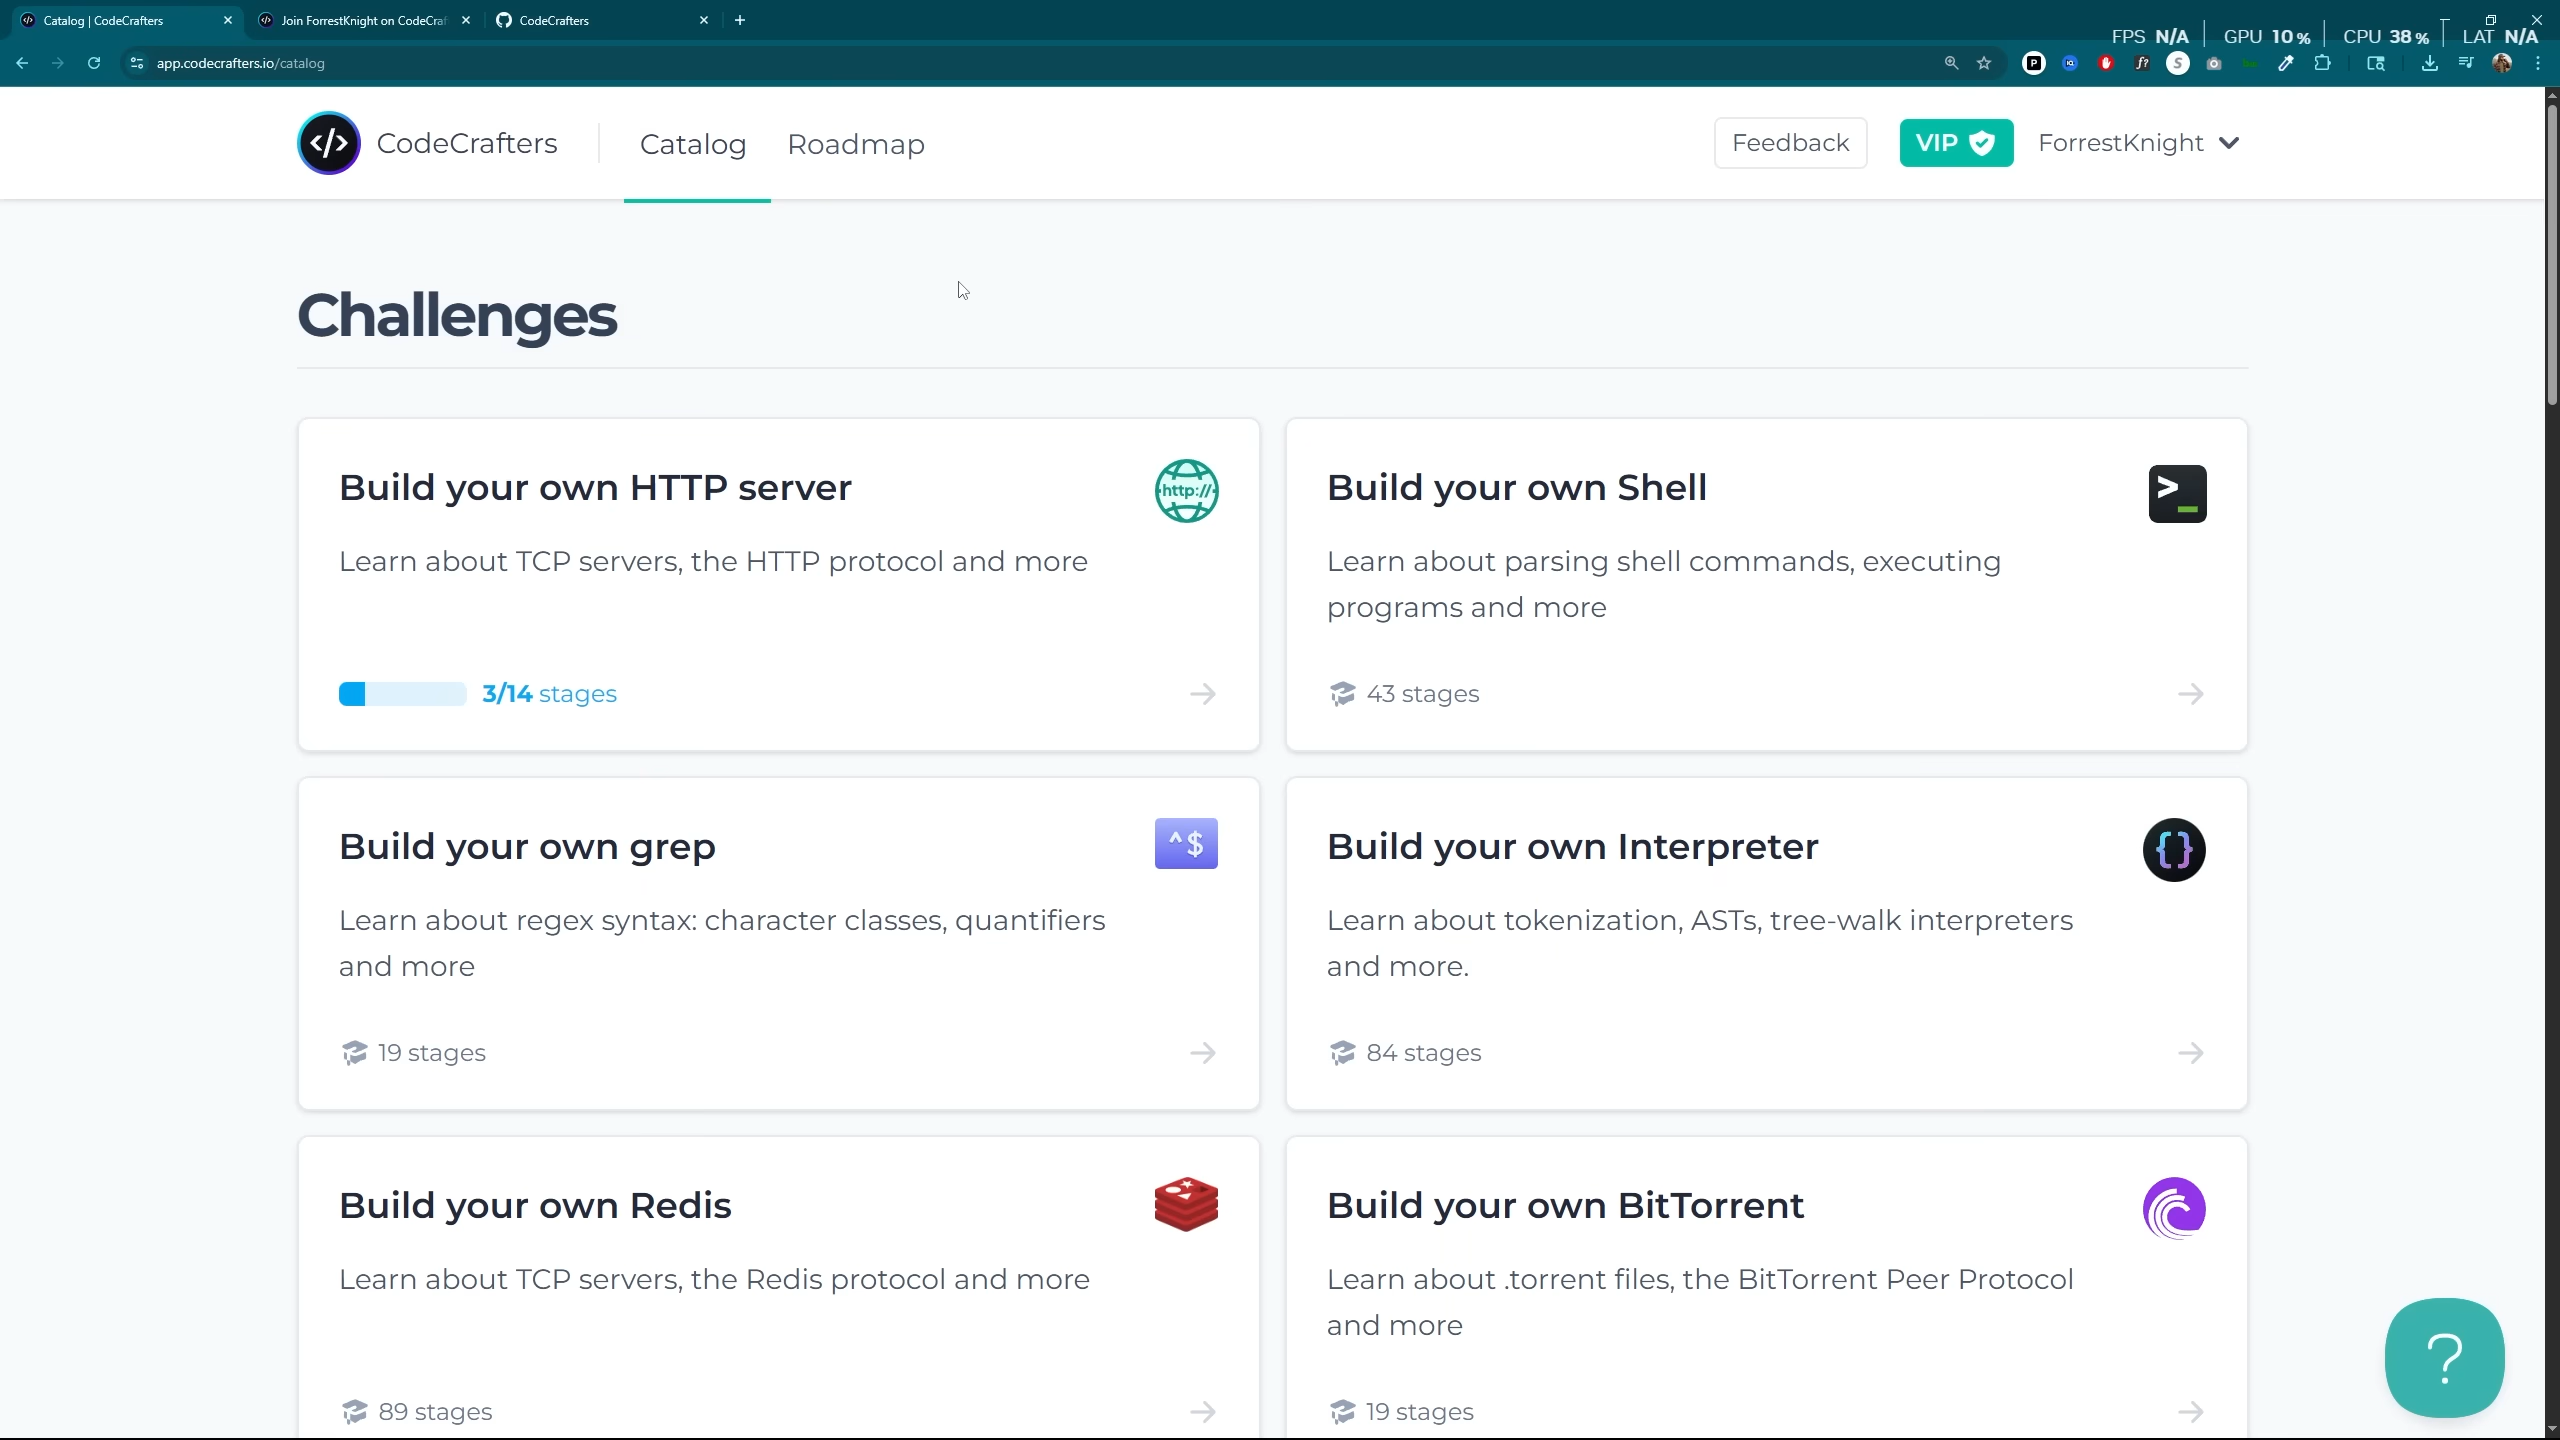 Catalog | CodeCrafters
Join ForrestKnight on CodeCraf
CodeCrafters
FPS N/A
GPU 10 %
CPU 38 %
LAT N/A
app.codecrafters.io/catalog
</> CodeCrafters
Catalog
Roadmap
Feedback
VIP
ForrestKnight
Challenges
Build your own HTTP server
http://
Learn about TCP servers, the HTTP protocol and more
3/14 stages
Build your own Shell
>_
Learn about parsing shell commands, executing
programs and more
43 stages
Build your own grep
^$
Learn about regex syntax: character classes, quantifiers
and more
19 stages
Build your own Interpreter
{}
Learn about tokenization, ASTs, tree-walk interpreters
and more.
84 stages
Build your own Redis
Learn about TCP servers, the Redis protocol and more
89 stages
Build your own BitTorrent
Learn about .torrent files, the BitTorrent Peer Protocol
and more
19 stages
?